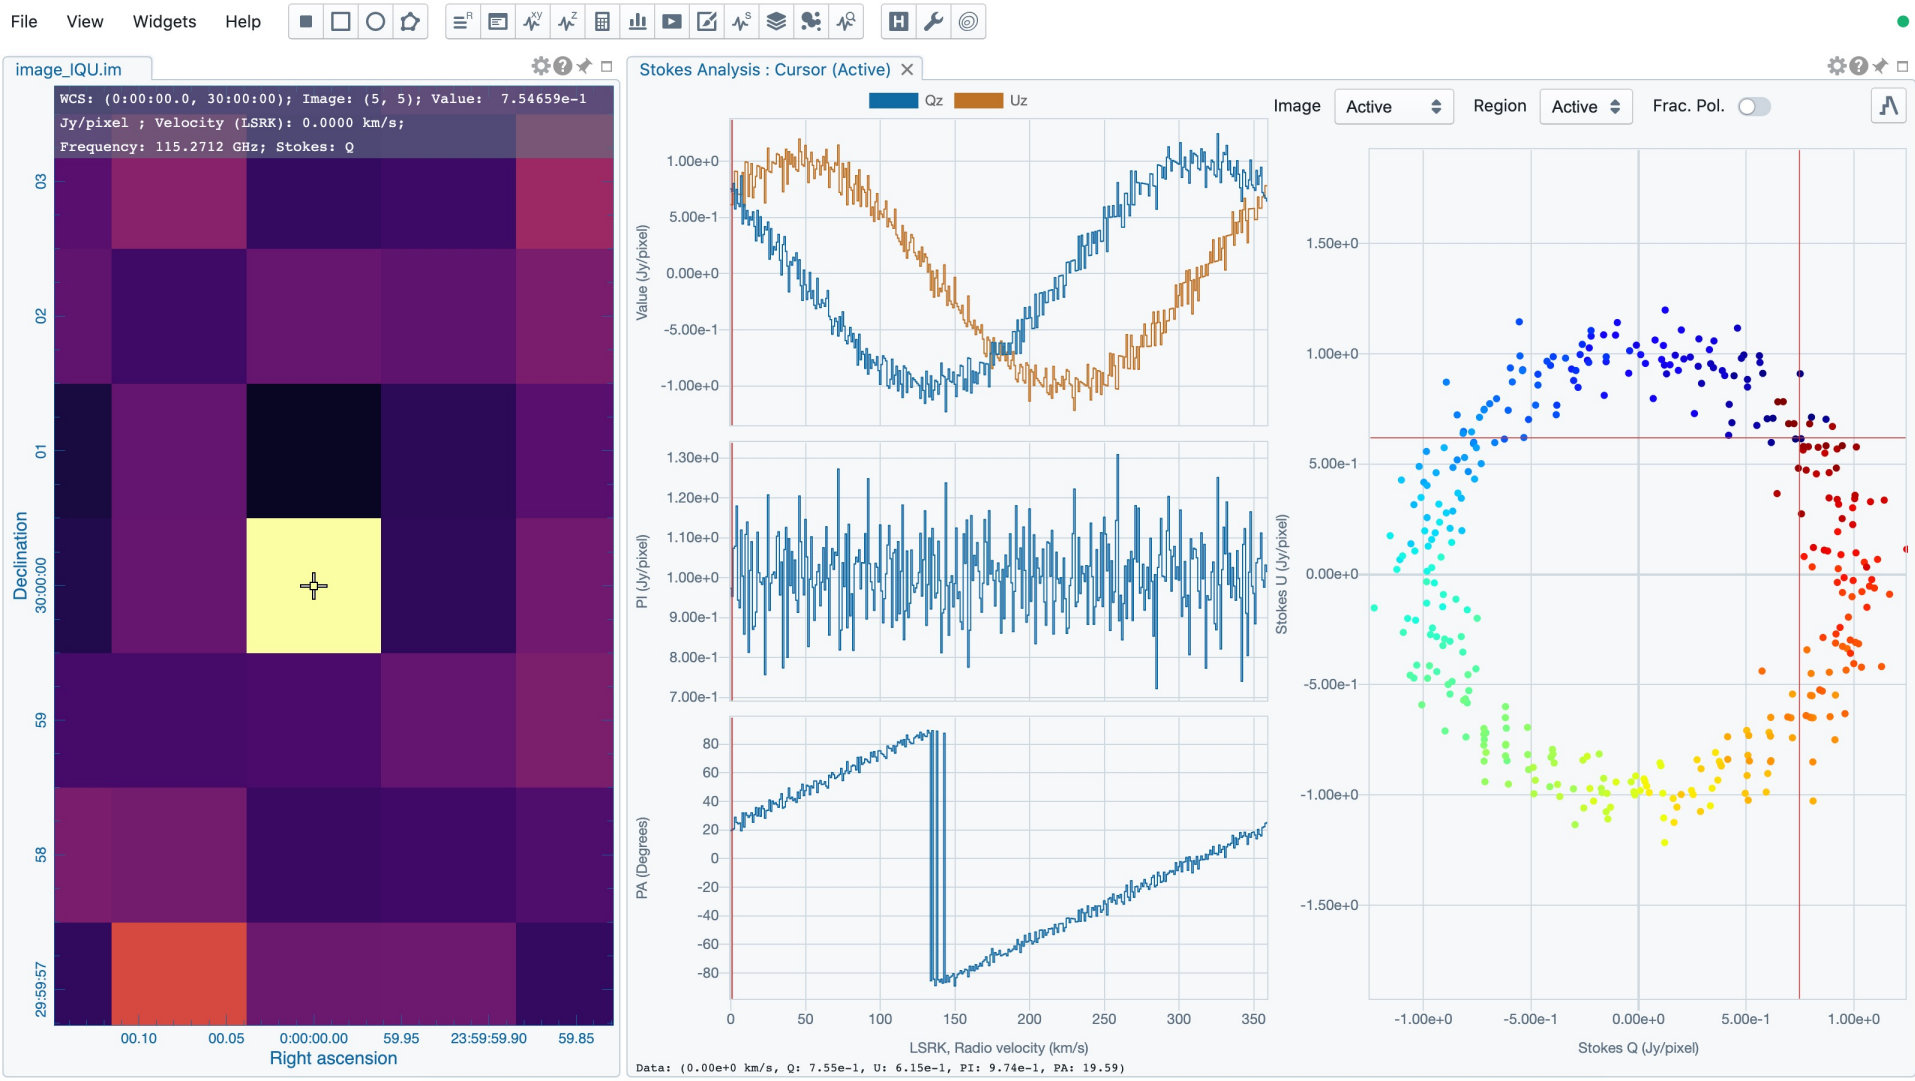 File View Widgets Help
R XY Z S H
image_IQU.im
WCS: (0:00:00.0, 30:00:00); Image: (5, 5); Value:  7.54659e-1
Jy/pixel ; Velocity (LSRK): 0.0000 km/s;
Frequency: 115.2712 GHz; Stokes: Q
03
02
01
30:00:00
59
58
29:59:57
Declination
00.10 00.05 0:00:00.00 59.95 23:59:59.90 59.85
Right ascension
Stokes Analysis : Cursor (Active)
Qz Uz
1.00e+0
5.00e-1
0.00e+0
-5.00e-1
-1.00e+0
Value (Jy/pixel)
1.30e+0
1.20e+0
1.10e+0
1.00e+0
9.00e-1
8.00e-1
7.00e-1
PI (Jy/pixel)
80
60
40
20
0
-20
-40
-60
-80
PA (Degrees)
0 50 100 150 200 250 300 350
LSRK, Radio velocity (km/s)
Data: (0.00e+0 km/s, Q: 7.55e-1, U: 6.15e-1, PI: 9.74e-1, PA: 19.59)
Image Active Region Active Frac. Pol.
1.50e+0
1.00e+0
5.00e-1
0.00e+0
-5.00e-1
-1.00e+0
-1.50e+0
Stokes U (Jy/pixel)
-1.00e+0 -5.00e-1 0.00e+0 5.00e-1 1.00e+0
Stokes Q (Jy/pixel)